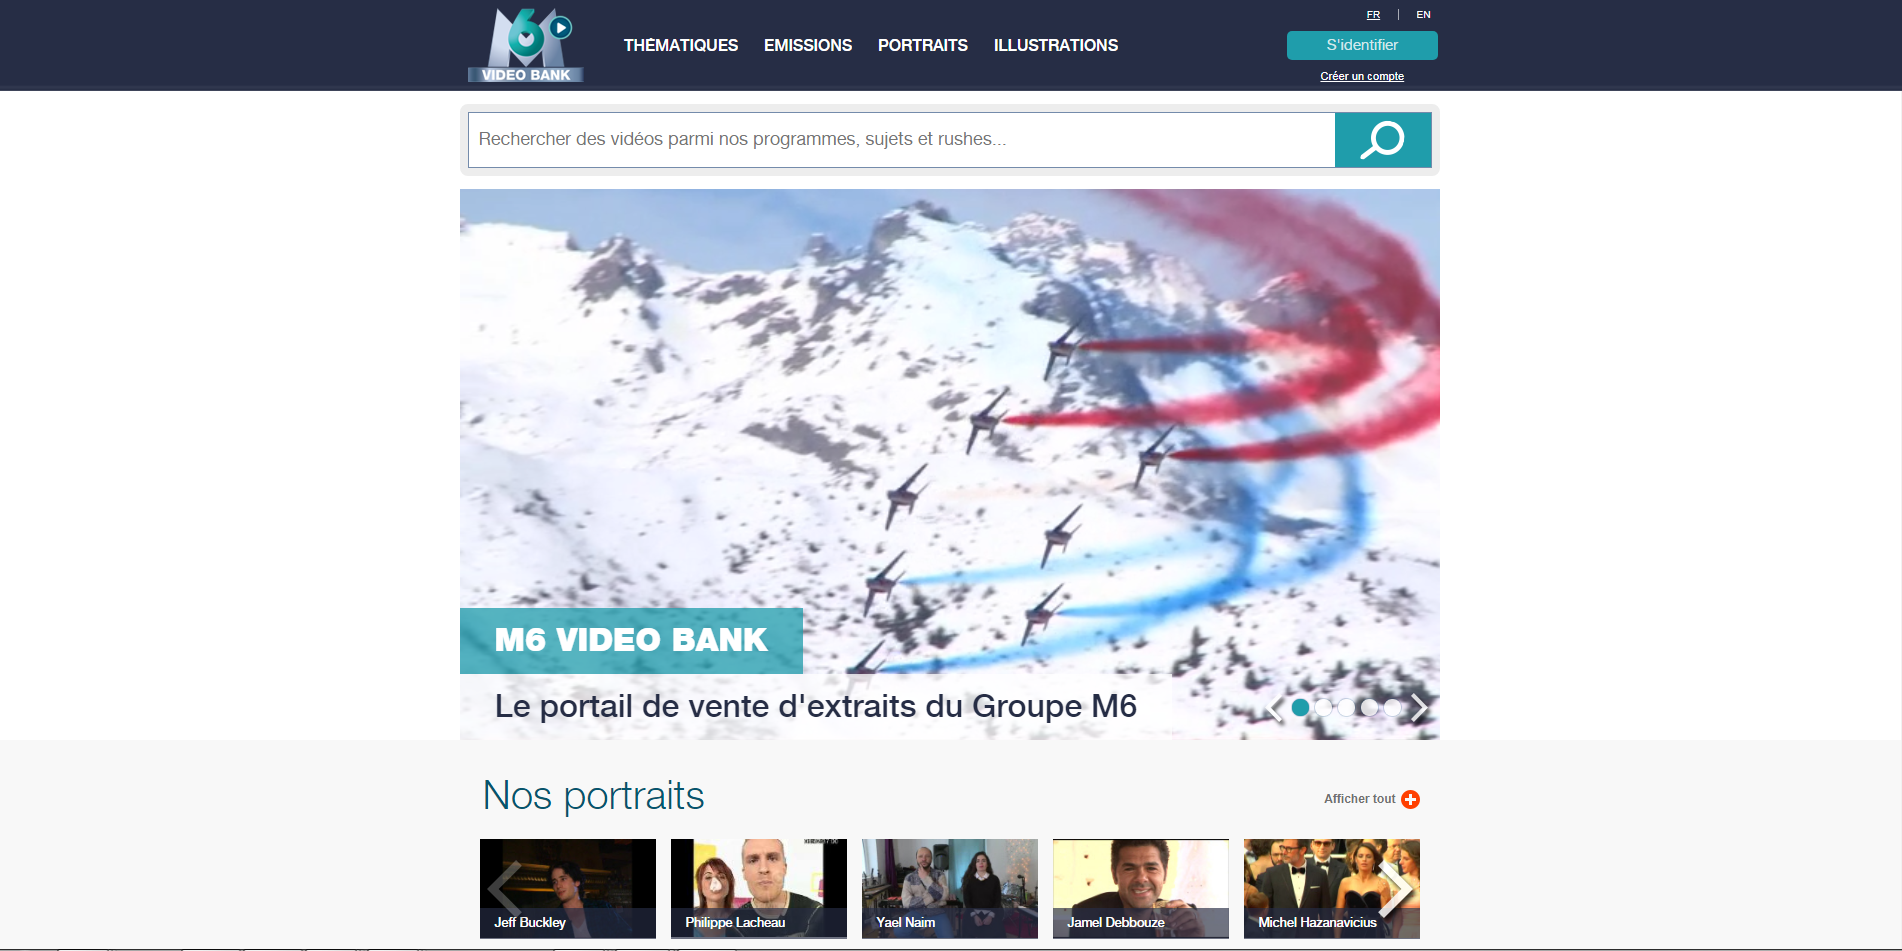 FR | EN
M6
VIDEO BANK
THÉMATIQUES EMISSIONS PORTRAITS ILLUSTRATIONS
S'identifier
Créer un compte
Rechercher des vidéos parmi nos programmes, sujets et rushes...
M6 VIDEO BANK
Le portail de vente d'extraits du Groupe M6
Nos portraits
Afficher tout
Jeff Buckley
Philippe Lacheau
Yael Naim
Jamel Debbouze
Michel Hazanavicius